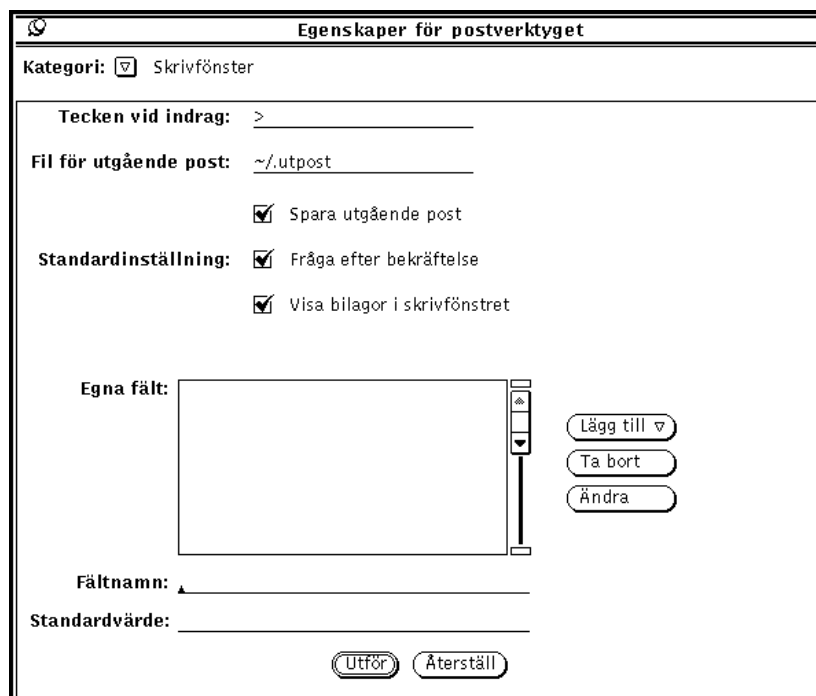 Egenskaper för postverktyget
Kategori: Skrivfönster
Tecken vid indrag: >
Fil för utgående post: ~/.utpost
Spara utgående post
Standardinställning: Fråga efter bekräftelse
Visa bilagor i skrivfönstret
Egna fält:
Lägg till
Ta bort
Ändra
Fältnamn:
Standardvärde:
Utför Återställ